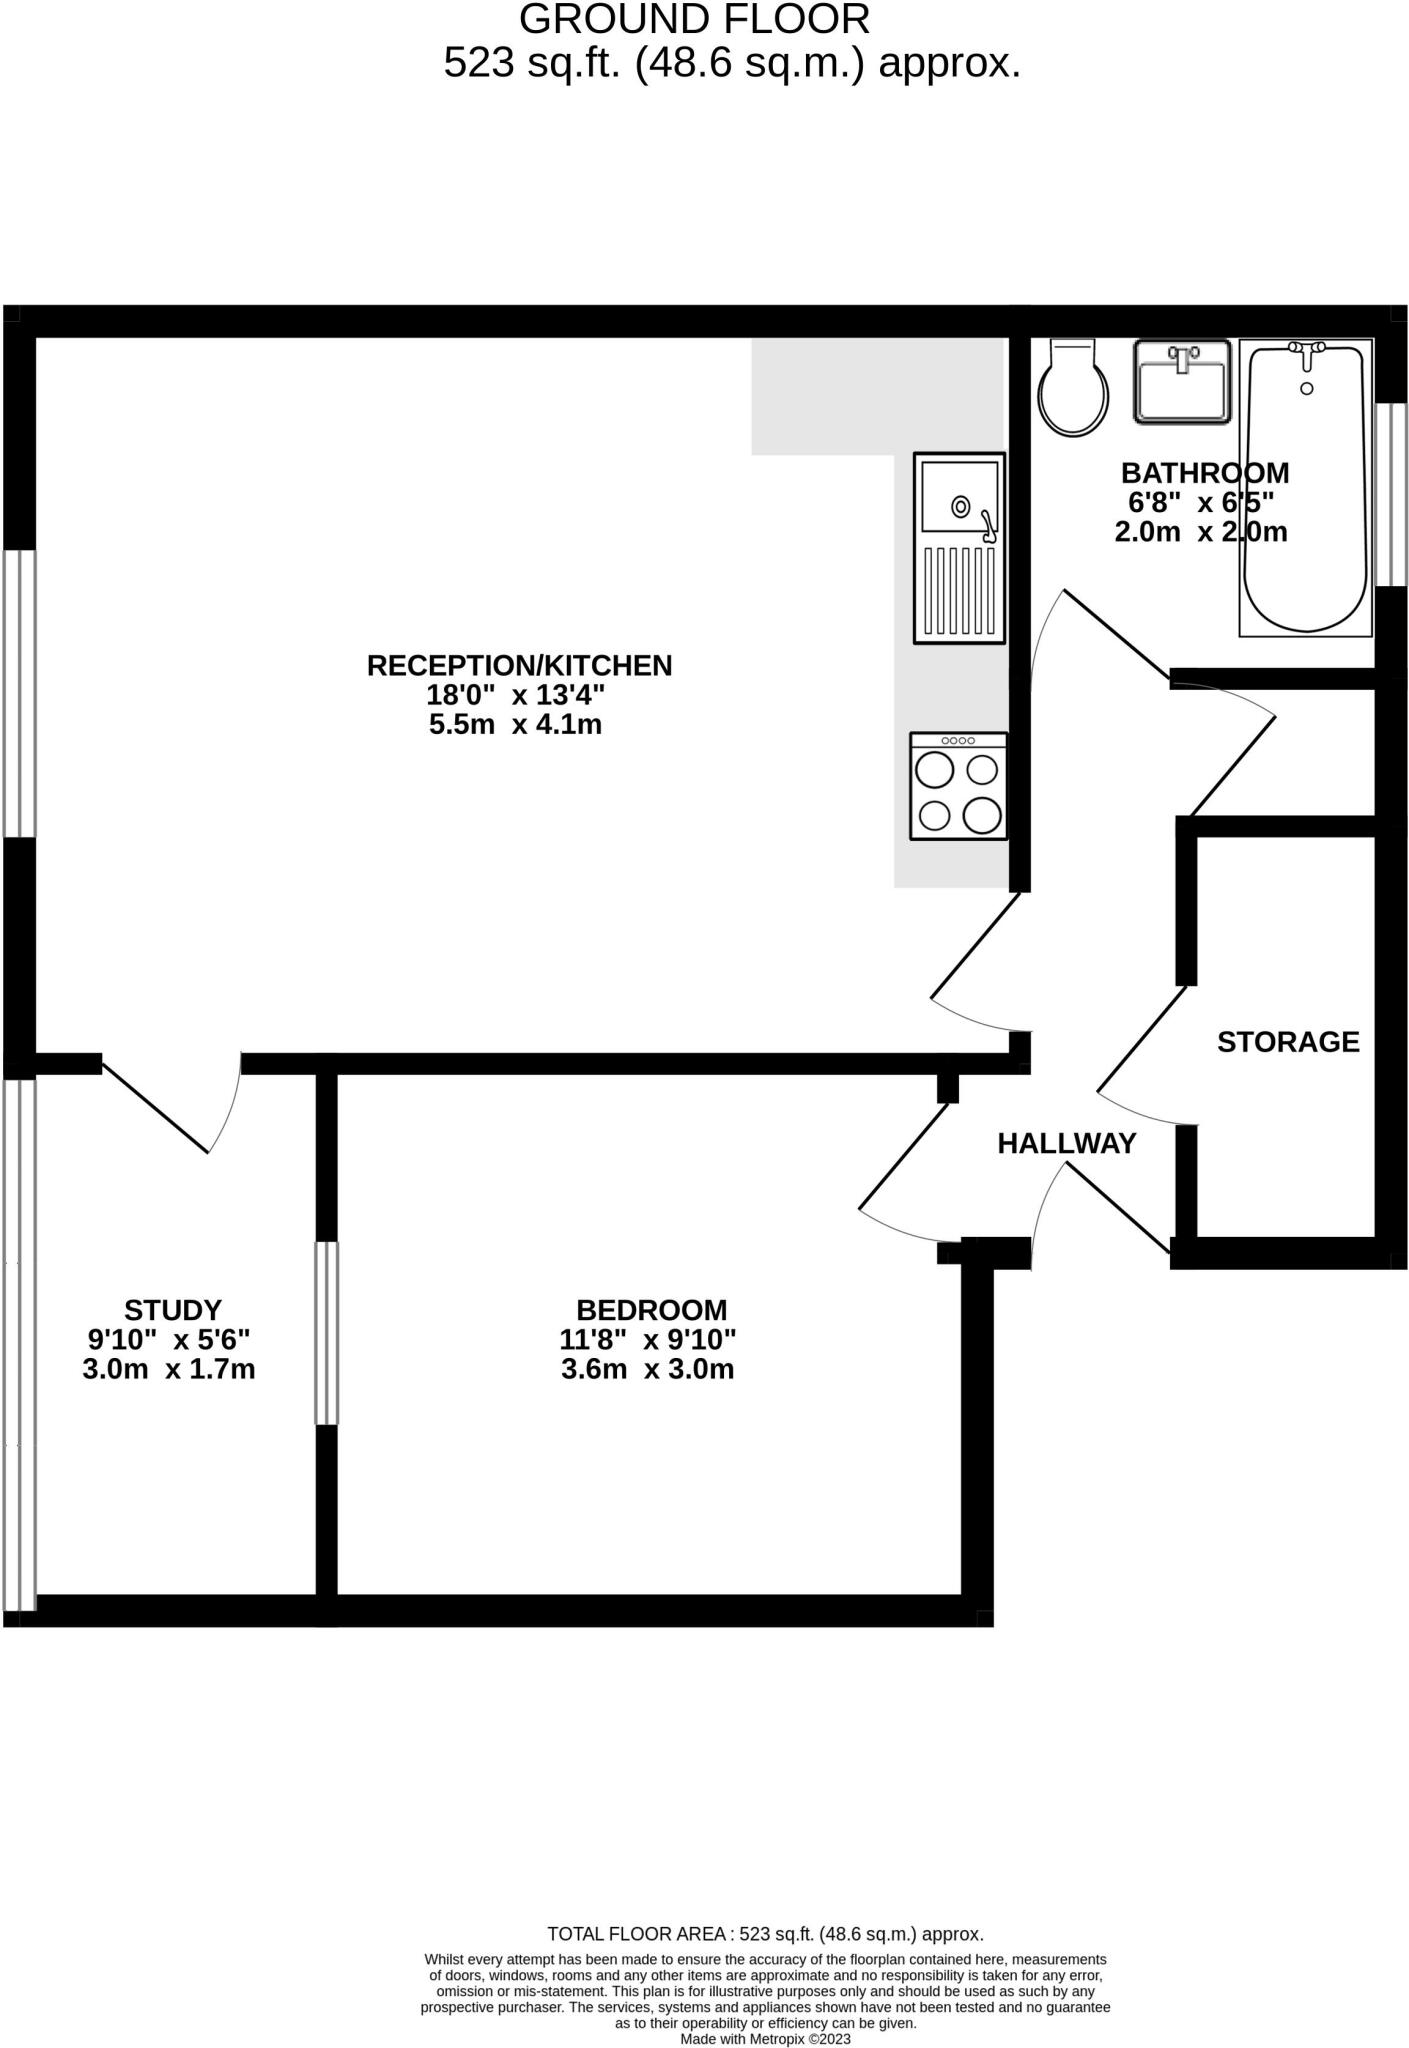 GROUND FLOOR
523 sq.ft. (48.6 sq.m.) approx.
BATHROOM
6'8" x 6'5"
2.0m x 2.0m
RECEPTION/KITCHEN
18'0" x 13'4"
5.5m x 4.1m
STORAGE
HALLWAY
STUDY
9'10" x 5'6"
3.0m x 1.7m
BEDROOM
11'8" x 9'10"
3.6m x 3.0m
TOTAL FLOOR AREA : 523 sq.ft. (48.6 sq.m.) approx.
Whilst every attempt has been made to ensure the accuracy of the floorplan contained here, measurements
of doors, windows, rooms and any other items are approximate and no responsibility is taken for any error,
omission or mis-statement. This plan is for illustrative purposes only and should be used as such by any
prospective purchaser. The services, systems and appliances shown have not been tested and no guarantee
as to their operability or efficiency can be given.
Made with Metropix ©2023